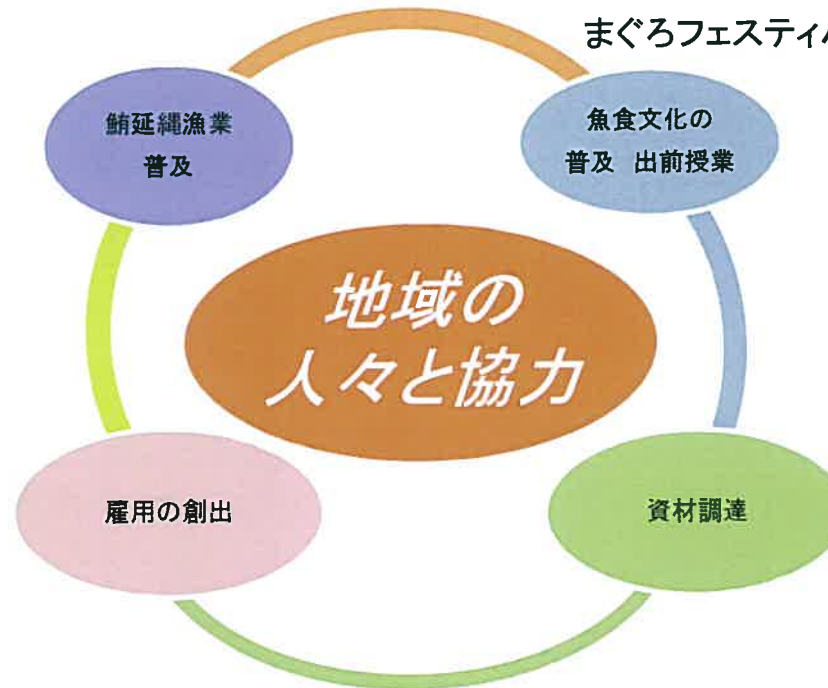 まぐろフェスティバ
鮪延縄漁業
普及
魚食文化の
普及 出前授業
地域の
人々と協力
雇用の創出
資材調達